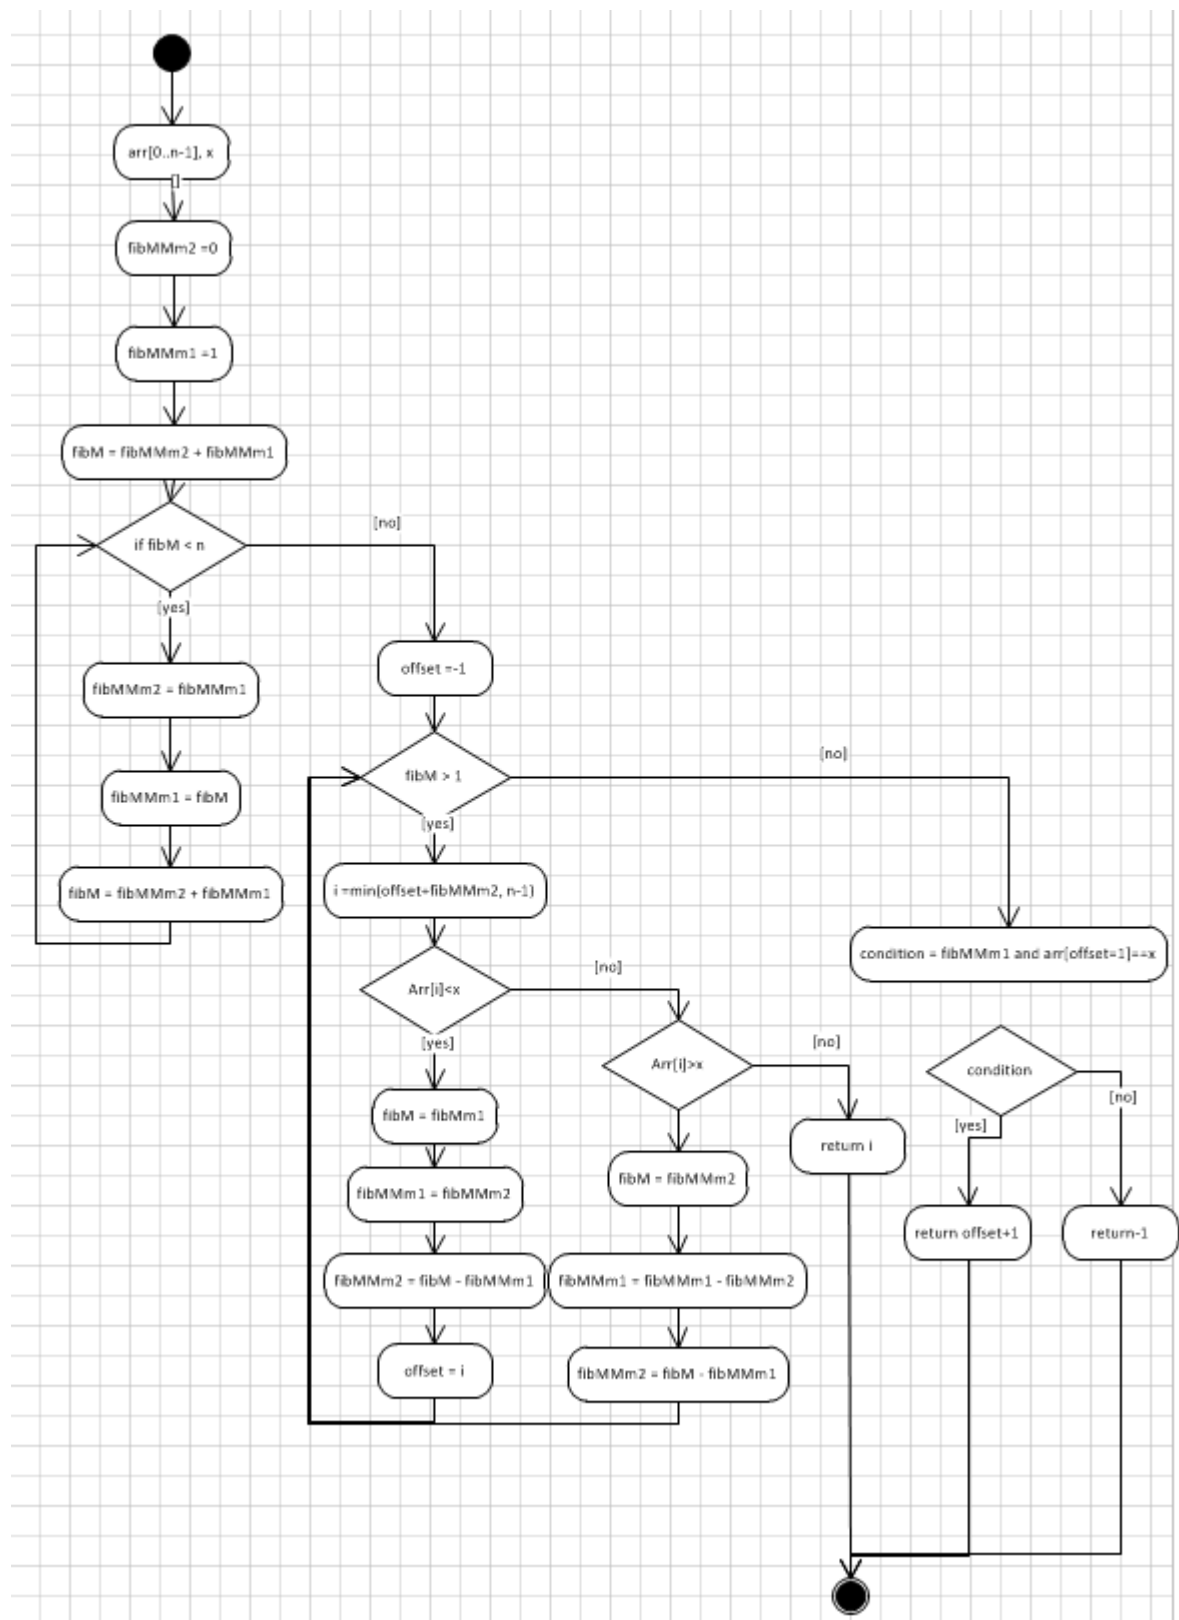 arr[0..n-1], x
[]
fibMMm2 =0
fibMMm1 =1
fibM = fibMMm2 + fibMMm1
if fibM < n
[no]
[yes]
fibMMm2 = fibMMm1
fibMMm1 = fibM
fibM = fibMMm2 + fibMMm1
offset =-1
fibM > 1
[no]
[yes]
i =min(offset+fibMMm2, n-1)
condition = fibMMm1 and arr[offset=1]==x
Arr[i]<x
[no]
[yes]
Arr[i]>x
[no]
condition
[yes]
[no]
fibM = fibMm1
return i
fibMMm1 = fibMMm2
fibM = fibMMm2
return offset+1
return-1
fibMMm2 = fibM - fibMMm1
fibMMm1 = fibMMm1 - fibMMm2
offset = i
fibMMm2 = fibM - fibMMm1